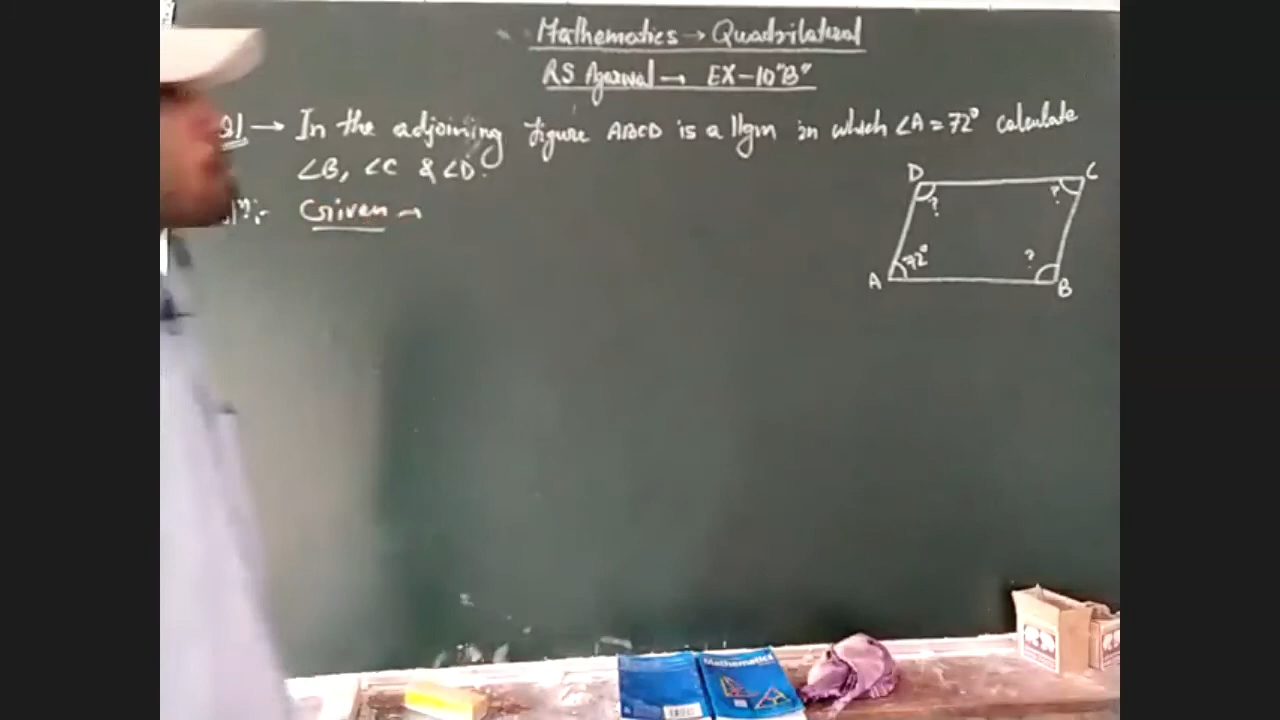 Mathematics → Quadrilateral
RS Agarwal → EX-10"B"
Q1 → In the adjoining figure ABCD is a llgm in which ∠A = 72° calculate
∠B, ∠C & ∠D.
Given →
D
C
?
?
72°
?
A
B
Mathematics